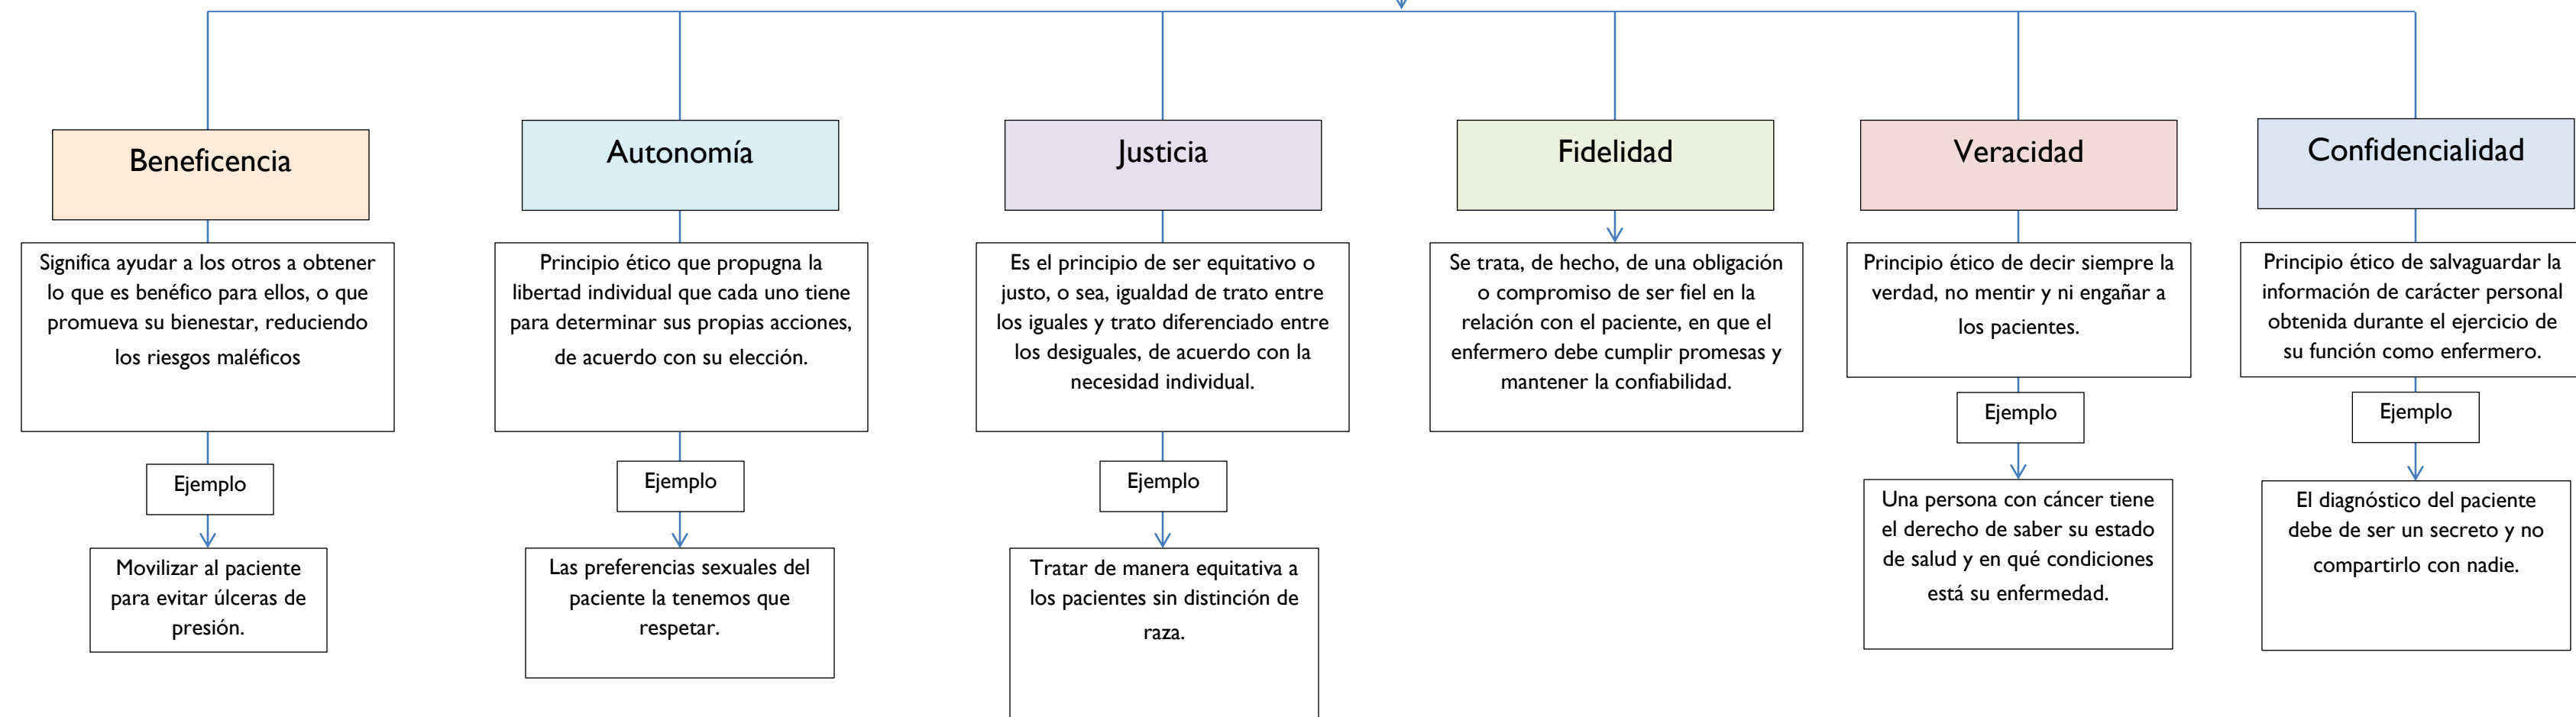 Beneficencia
Significa ayudar a los otros a obtener
lo que es benéfico para ellos, o que
promueva su bienestar, reduciendo
los riesgos maléficos
Ejemplo
Movilizar al paciente
para evitar úlceras de
presión.
Autonomía
Principio ético que propugna la
libertad individual que cada uno tiene
para determinar sus propias acciones,
de acuerdo con su elección.
Ejemplo
Las preferencias sexuales del
paciente la tenemos que
respetar.
Justicia
Es el principio de ser equitativo o
justo, o sea, igualdad de trato entre
los iguales y trato diferenciado entre
los desiguales, de acuerdo con la
necesidad individual.
Ejemplo
Tratar de manera equitativa a
los pacientes sin distinción de
raza.
Fidelidad
Se trata, de hecho, de una obligación
o compromiso de ser fiel en la
relación con el paciente, en que el
enfermero debe cumplir promesas y
mantener la confiabilidad.
Veracidad
Principio ético de decir siempre la
verdad, no mentir y ni engañar a
los pacientes.
Ejemplo
Una persona con cáncer tiene
el derecho de saber su estado
de salud y en qué condiciones
está su enfermedad.
Confidencialidad
Principio ético de salvaguardar la
información de carácter personal
obtenida durante el ejercicio de
su función como enfermero.
Ejemplo
El diagnóstico del paciente
debe de ser un secreto y no
compartirlo con nadie.